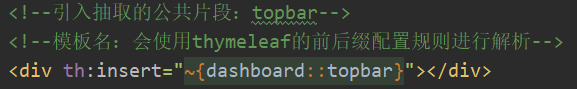 <!--引入抽取的公共片段：topbar-->
<!--模板名：会使用thymeleaf的前后缀配置规则进行解析-->
<div th:insert="~{dashboard::topbar}"></div>